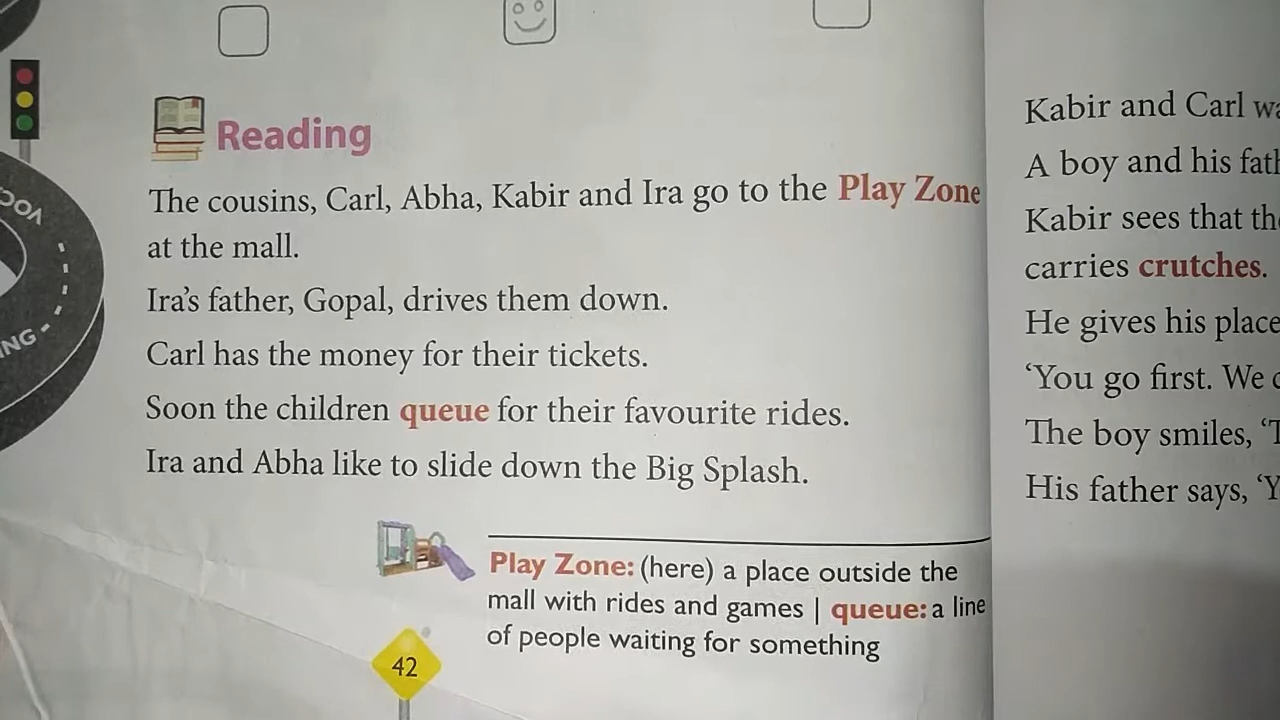 Reading
The cousins, Carl, Abha, Kabir and Ira go to the Play Zone
at the mall.
Ira's father, Gopal, drives them down.
Carl has the money for their tickets.
Soon the children queue for their favourite rides.
Ira and Abha like to slide down the Big Splash.
Play Zone: (here) a place outside the
mall with rides and games | queue: a line
of people waiting for something
42
Kabir and Carl
A boy and his
Kabir sees that
carries crutches.
He gives his place
‘You go first. We
The boy smiles,
His father says,